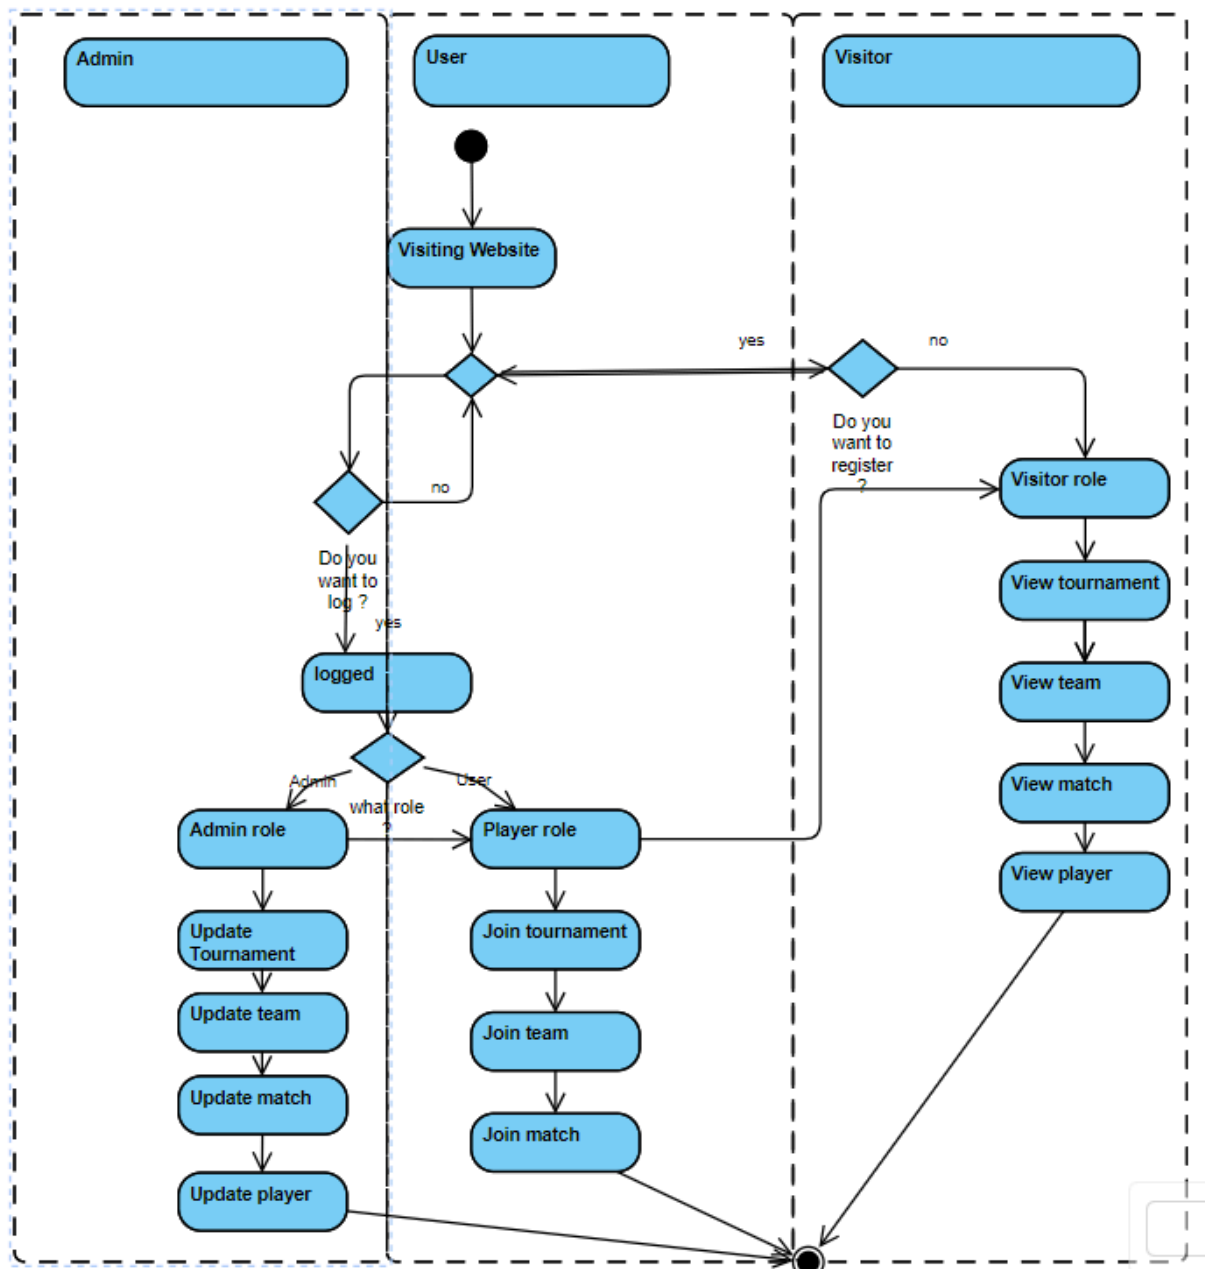 Admin
User
Visitor
Visiting Website
yes
no
Do you
want to
register
?
Visitor role
no
Do you
want to
log ?
yes
View tournament
logged
View team
Admin
User
what role
?
View match
Admin role
Player role
View player
Update
Tournament
Join tournament
Update team
Join team
Update match
Join match
Update player